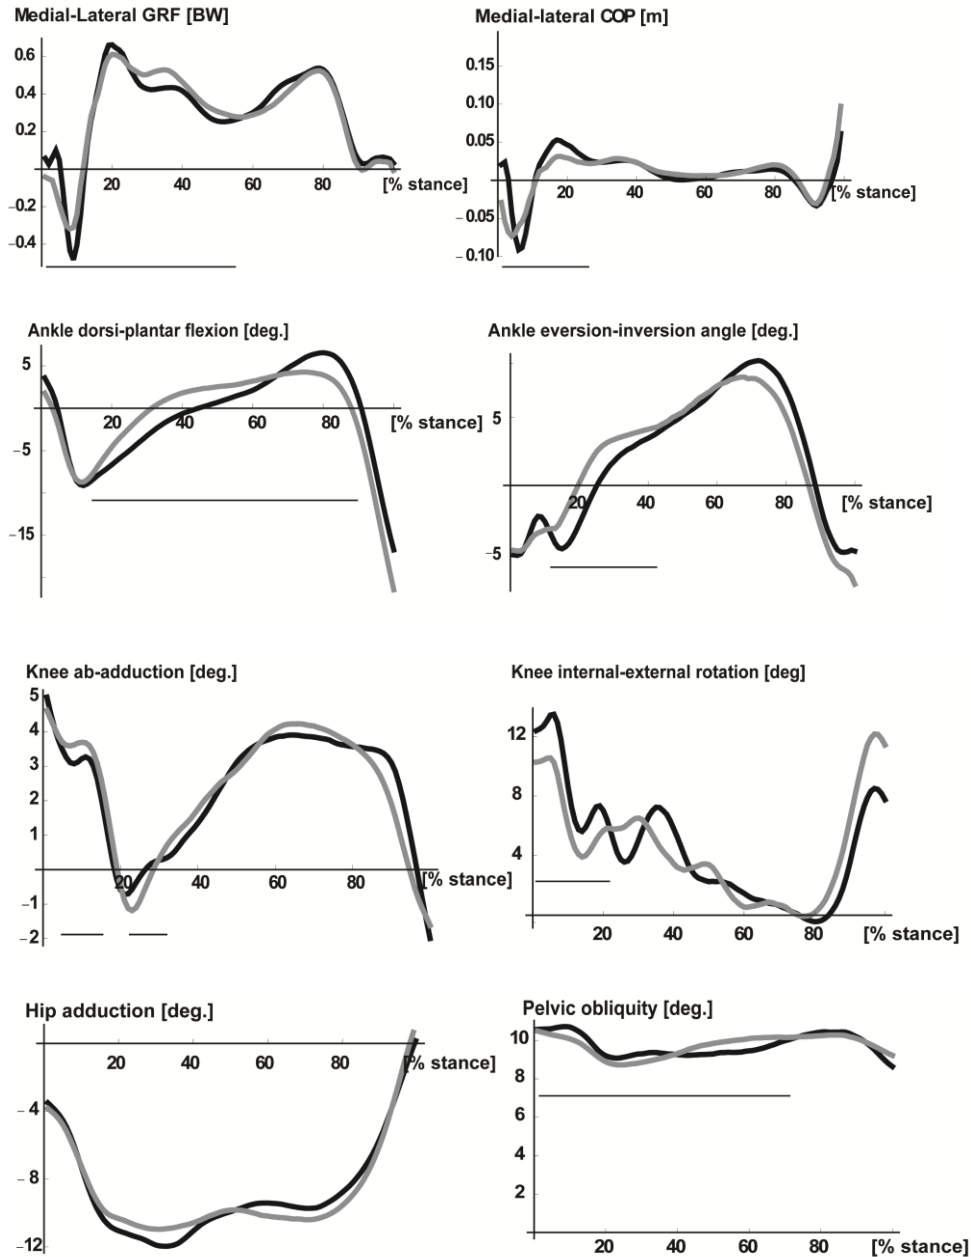 Medial-Lateral GRF [BW]
0.6
0.4
0.2
20 40 60 80
[% stance]
–0.2
–0.4
Medial-lateral COP [m]
0.15
0.10
0.05
20 40 60 80
[% stance]
–0.05
–0.10
Ankle dorsi-plantar flexion [deg.]
5
20 40 60 80
[% stance]
–5
–15
Ankle eversion-inversion angle [deg.]
5
20 40 60 80
[% stance]
–5
Knee ab-adduction [deg.]
5
4
3
2
1
20 40 60 80
[% stance]
–1
–2
Knee internal-external rotation [deg]
12
8
4
20 40 60 80
[% stance]
Hip adduction [deg.]
20 40 60 80
[% stance]
–4
–8
–12
Pelvic obliquity [deg.]
10
8
6
4
2
20 40 60 80
[% stance]